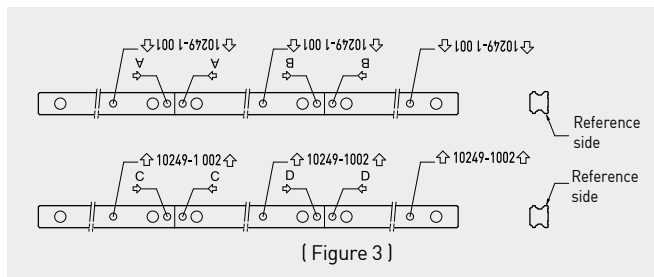 ⇩10249-1 001⇩ ⇩10249-1 001⇩ ⇩10249-1 001⇩
A A B B
Reference
side
⇧10249-1 002⇧ ⇧10249-1002⇧ ⇧10249-1002⇧
C C D D
Reference
side
( Figure 3 )